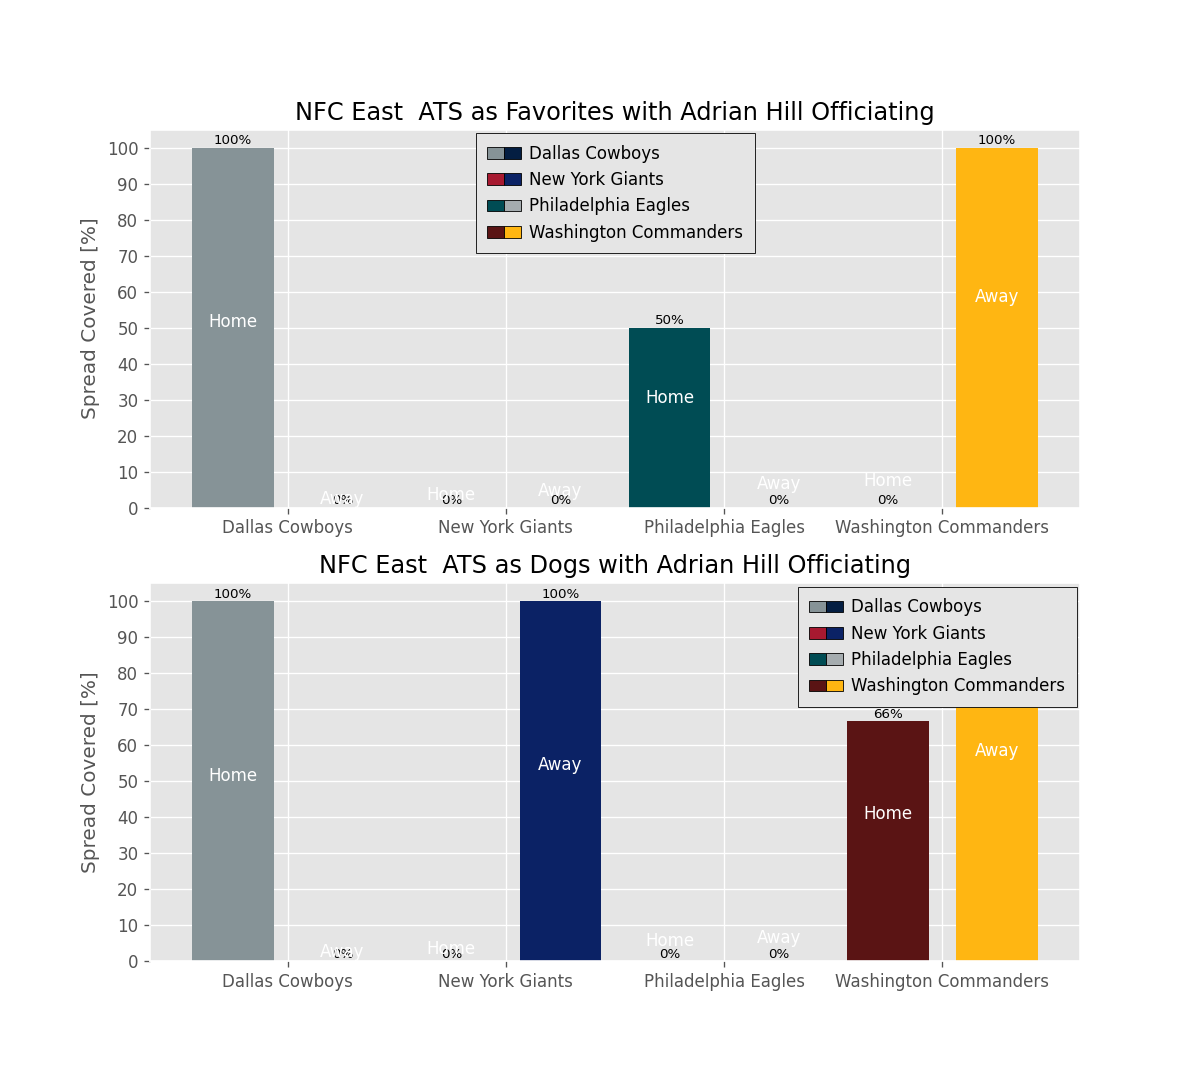 NFC East  ATS as Favorites with Adrian Hill Officiating
100%
100%
Dallas Cowboys
New York Giants
Philadelphia Eagles
Washington Commanders
100
90
80
70
60
50
40
30
20
10
0
Spread Covered [%]
Home
50%
Home
Away
Away
0%
Home
0%
Away
0%
Away
0%
Home
0%
Dallas Cowboys
New York Giants
Philadelphia Eagles
Washington Commanders
NFC East  ATS as Dogs with Adrian Hill Officiating
100%
100%
Dallas Cowboys
New York Giants
Philadelphia Eagles
Washington Commanders
100
90
80
70
60
50
40
30
20
10
0
Spread Covered [%]
66%
Home
Away
Home
Away
Away
0%
Home
0%
Home
0%
Away
0%
Dallas Cowboys
New York Giants
Philadelphia Eagles
Washington Commanders